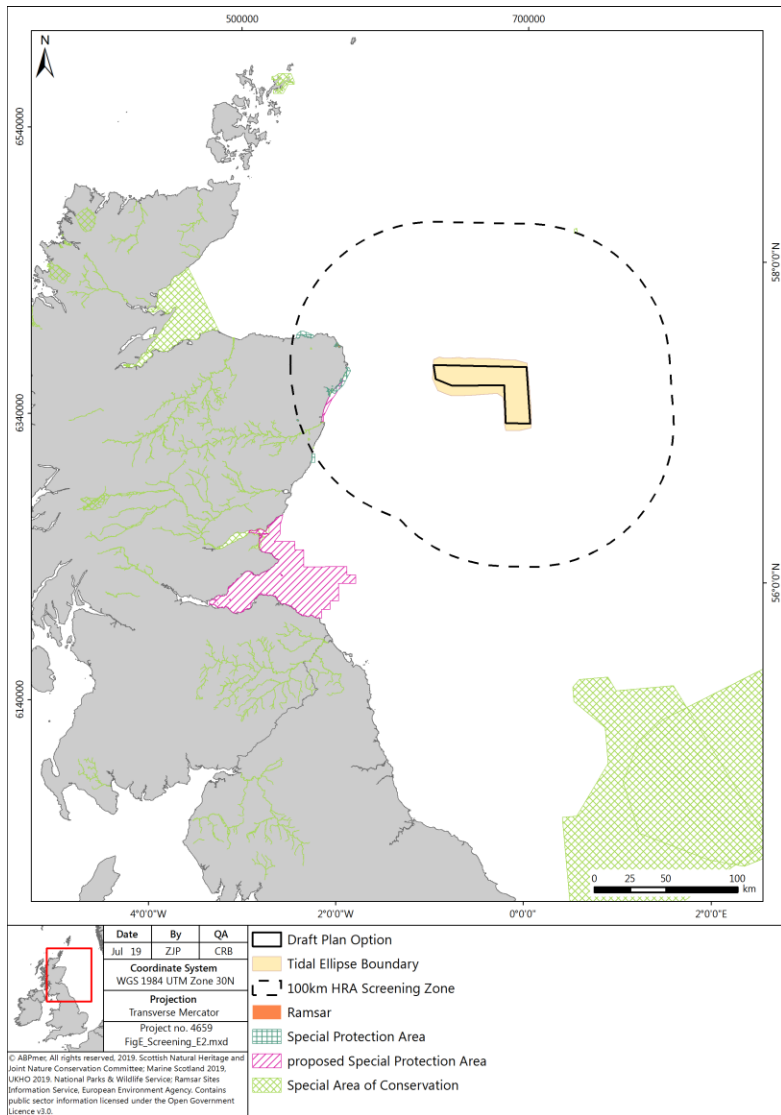 500000
700000
N
6540000
58°0'0"N
6340000
56°0'0"N
6140000
0
25
50
100
km
4°0'0"W
2°0'0"W
0°0'0"
2°0'0"E
Date
By
QA
Jul 19
ZJP
CRB
Coordinate System
WGS 1984 UTM Zone 30N
Projection
Transverse Mercator
Project no. 4659
FigE_Screening_E2.mxd
© ABPmer, All rights reserved, 2019. Scottish Natural Heritage and
Joint Nature Conservation Committee; Marine Scotland 2019,
UKHO 2019. National Parks & Wildlife Service; Ramsar Sites
Information Service, European Environment Agency. Contains
public sector information licensed under the Open Government
Licence v3.0.
Draft Plan Option
Tidal Ellipse Boundary
100km HRA Screening Zone
Ramsar
Special Protection Area
proposed Special Protection Area
Special Area of Conservation